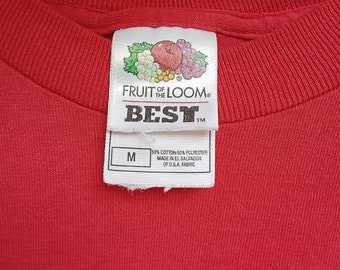 FRUIT OF THE LOOM®
BEST™
M
50% COTTON 50% POLYESTER
MADE IN EL SALVADOR
OF U.S.A. FABRIC